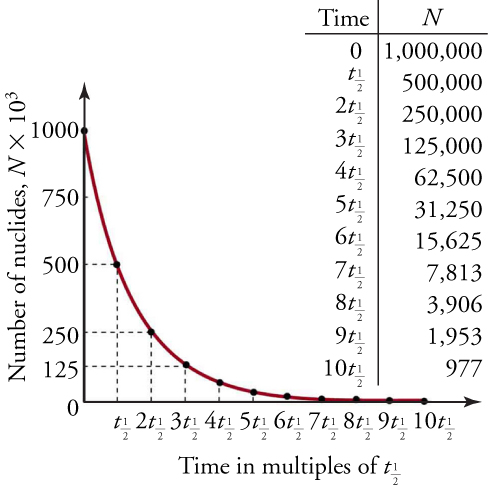 Time N
0 1,000,000
t½ 500,000
2t½ 250,000
3t½ 125,000
4t½ 62,500
5t½ 31,250
6t½ 15,625
7t½ 7,813
8t½ 3,906
9t½ 1,953
10t½ 977
Number of nuclides, N × 10³
1000
750
500
250
125
0
t½ 2t½ 3t½ 4t½ 5t½ 6t½ 7t½ 8t½ 9t½ 10t½
Time in multiples of t½